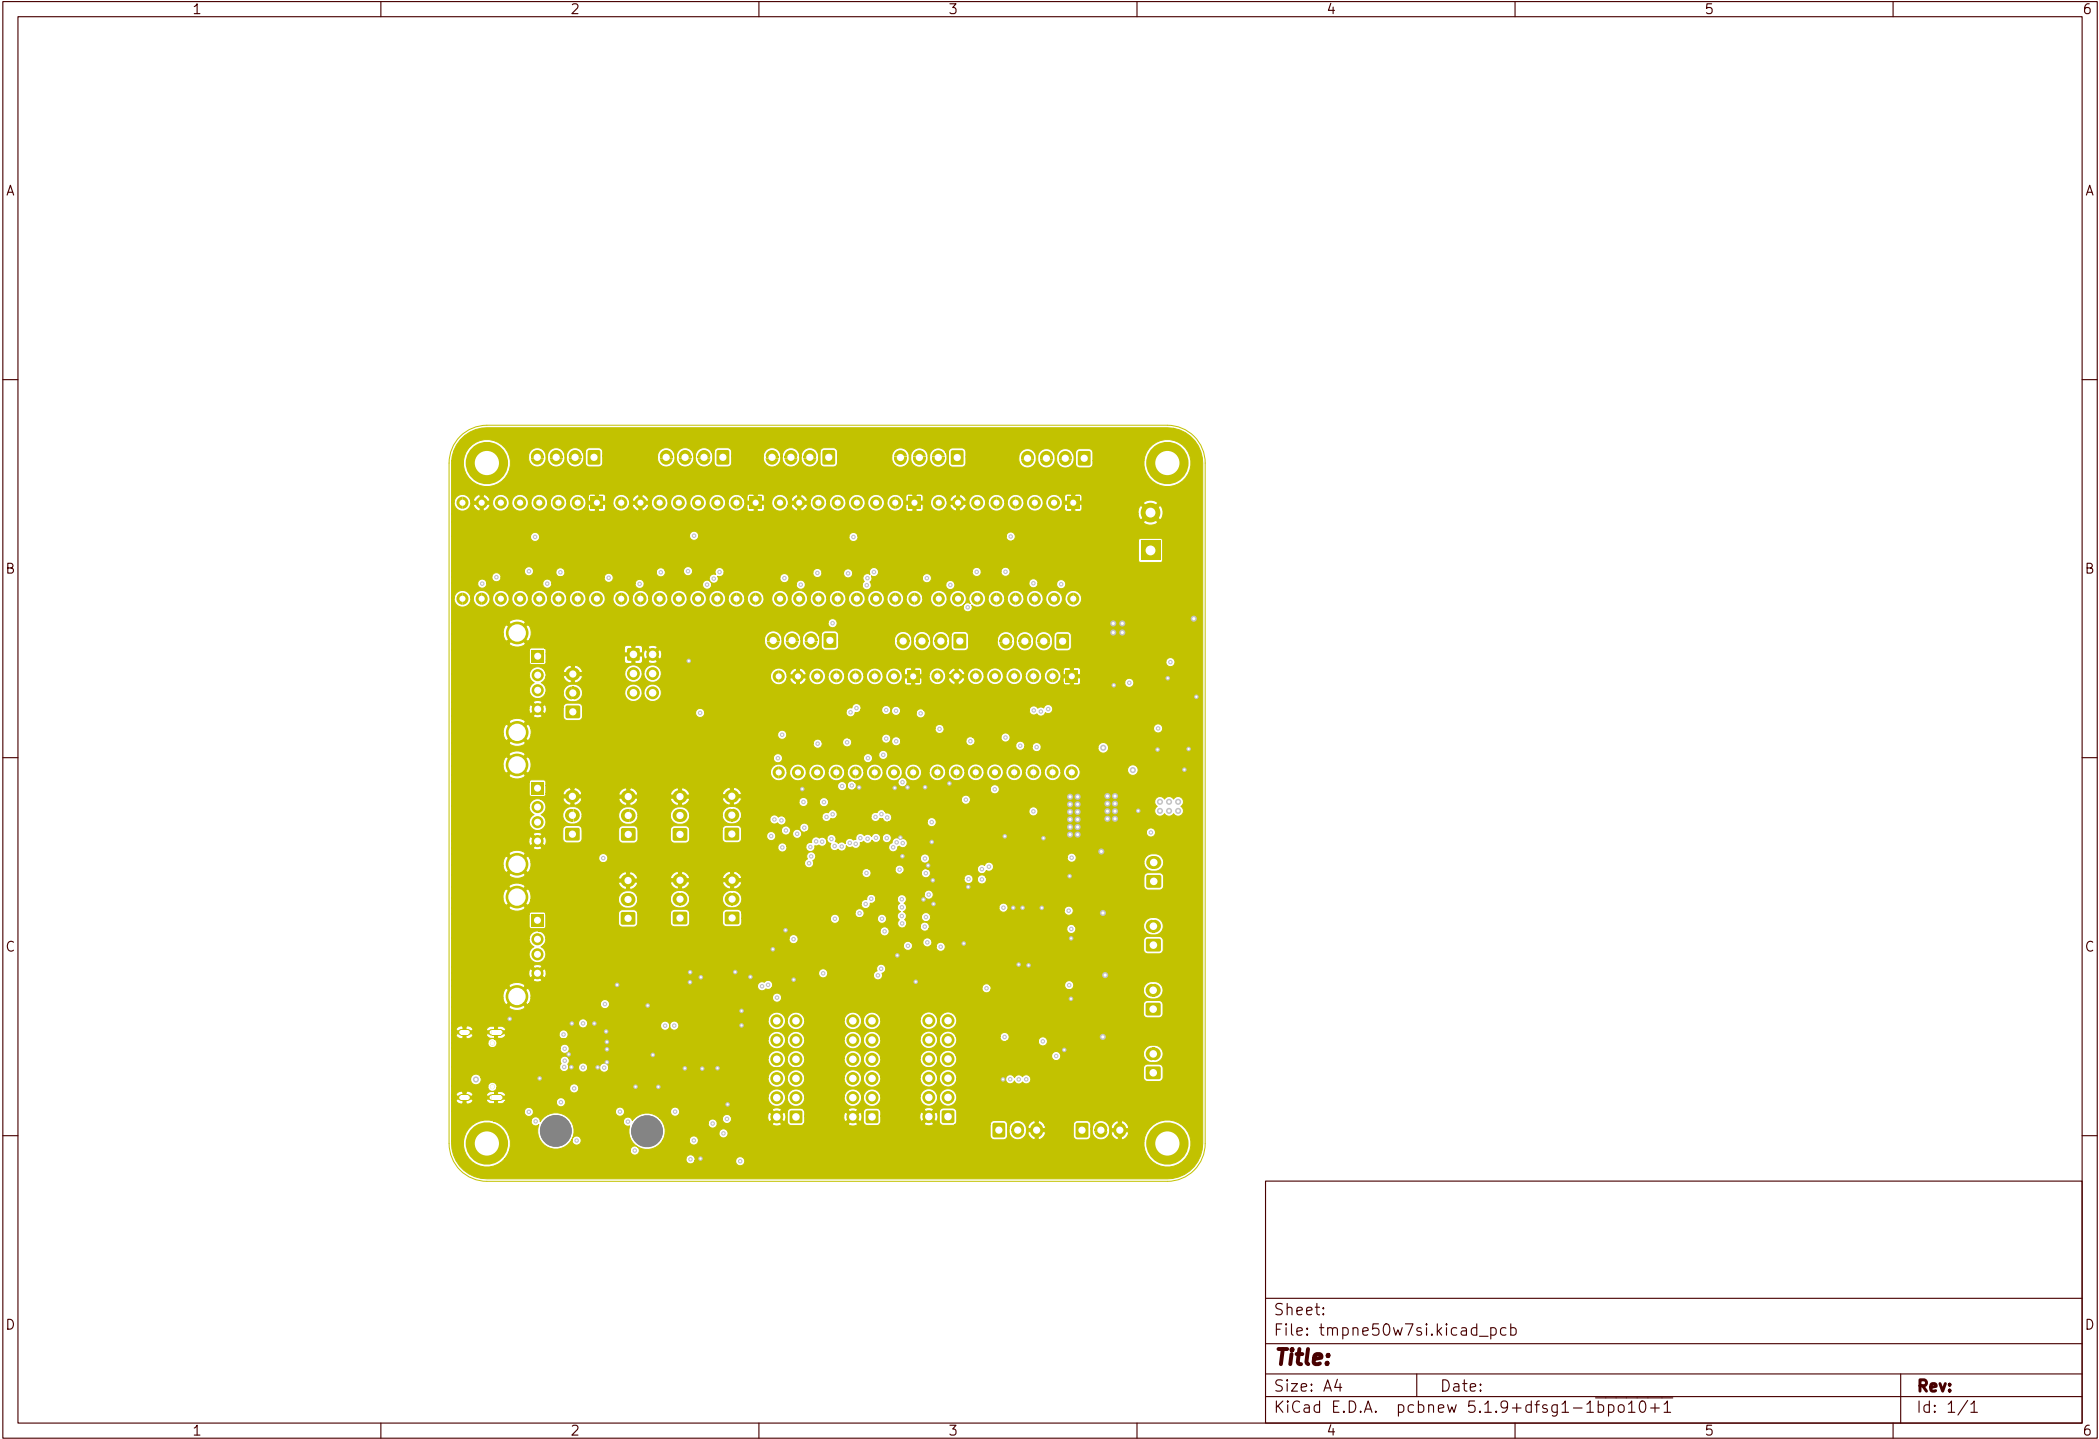 1 2 3 4 5 6
A A
B B
C C
D D
Sheet:
File: tmpne50w7si.kicad_pcb
Title:
Size: A4 Date: Rev:
KiCad E.D.A. pcbnew 5.1.9+dfsg1-1bpo10+1 Id: 1/1
1 2 3 4 5 6